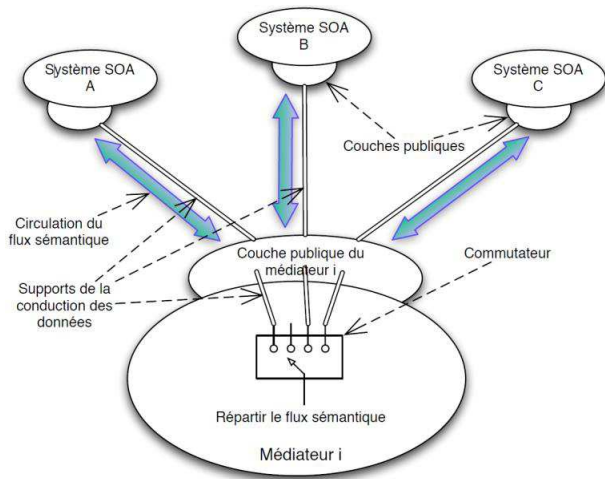 Système SOA
B
Système SOA
A
Système SOA
C
Couches publiques
Circulation du
flux sémantique
Couche publique du
médiateur i
Commutateur
Supports de la
conduction des
données
Répartir le flux sémantique
Médiateur i